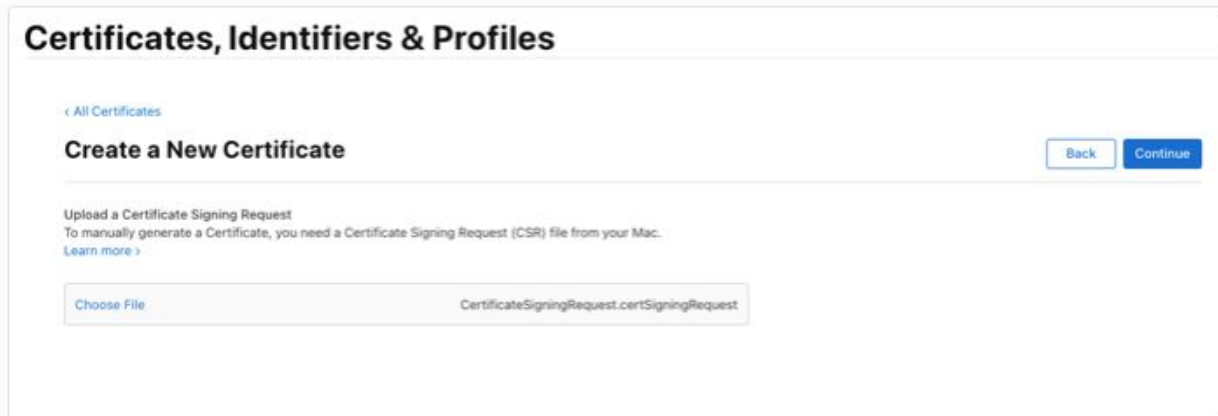 Certificates, Identifiers & Profiles
‹ All Certificates
Create a New Certificate
Back
Continue
Upload a Certificate Signing Request
To manually generate a Certificate, you need a Certificate Signing Request (CSR) file from your Mac.
Learn more ›
Choose File
CertificateSigningRequest.certSigningRequest